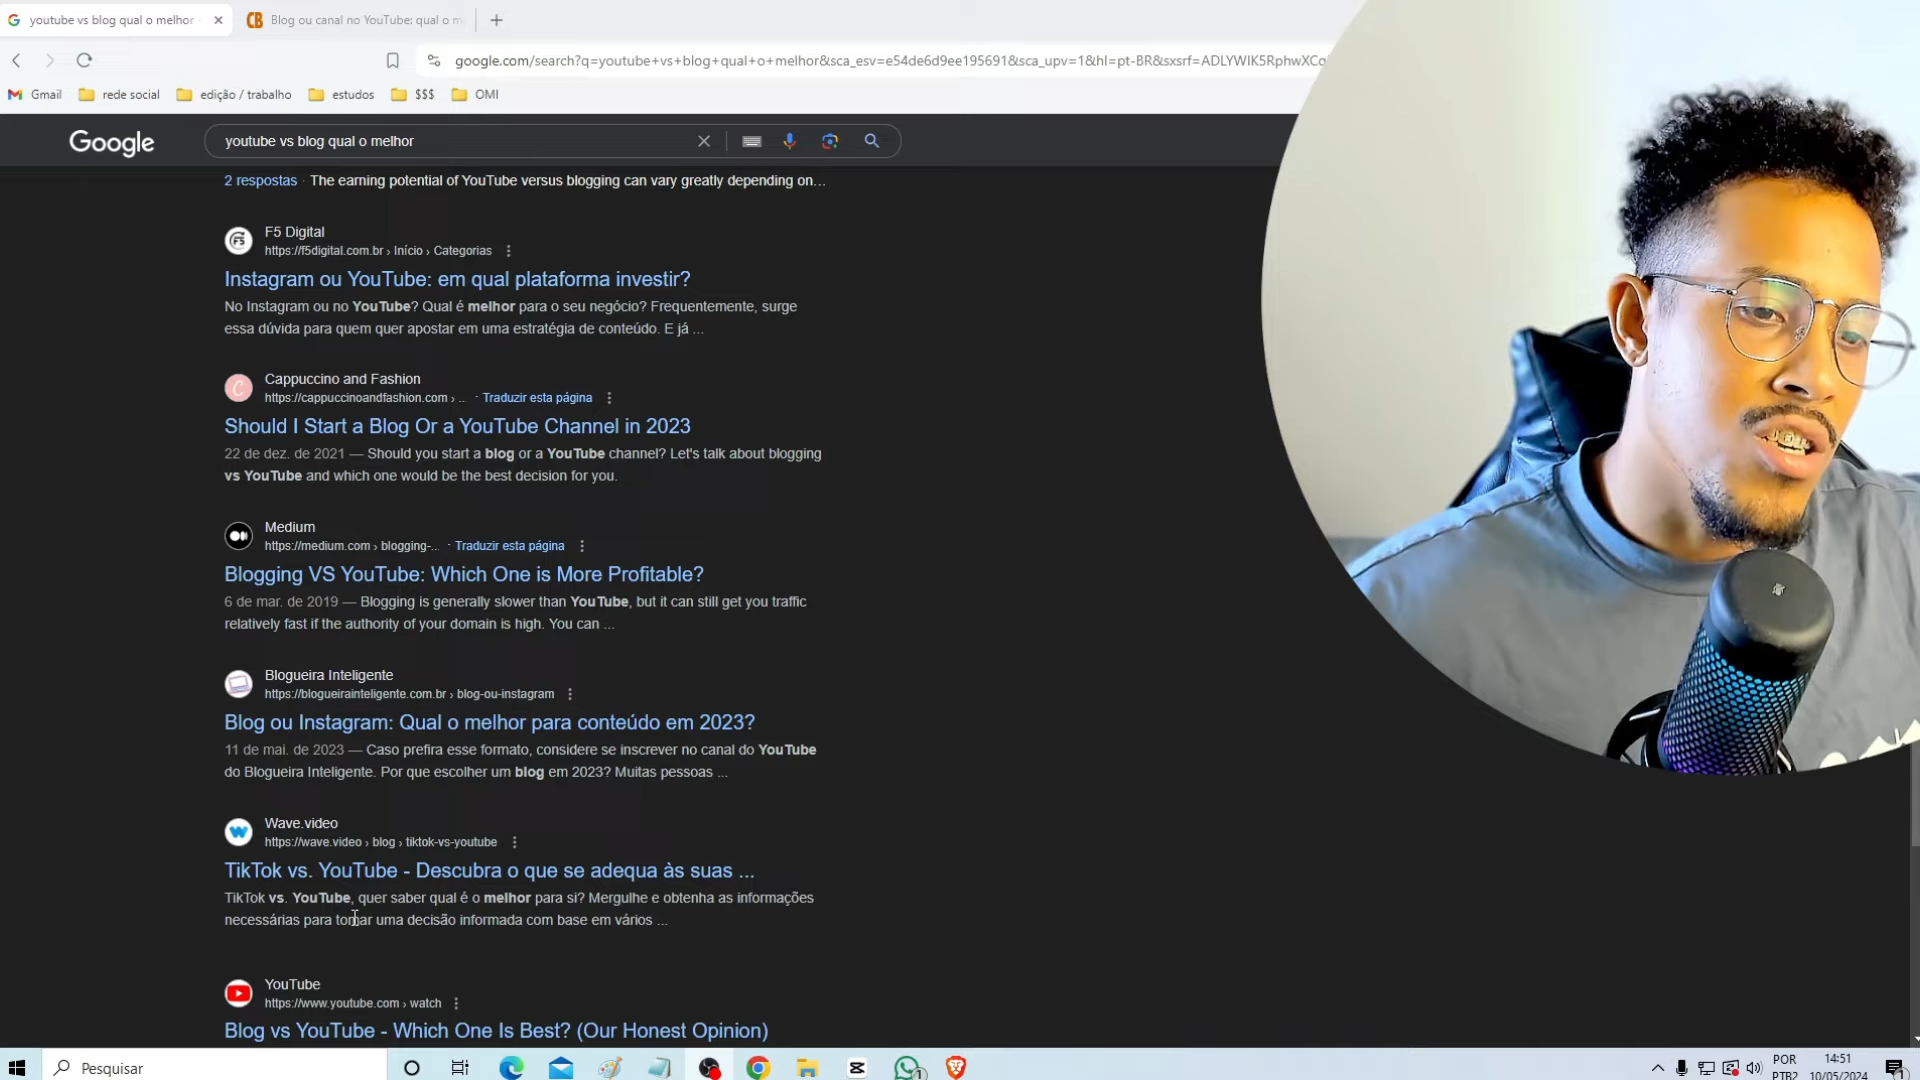 youtube vs blog qual o melhor
Blog ou canal no YouTube: qual o m
google.com/search?q=youtube+vs+blog+qual+o+melhor&sca_esv=e54de6d9ee195691&sca_upv=1&hl=pt-BR&sxsrf=ADLYWIK5RphwXCq
Gmail rede social edição / trabalho estudos $$$ OMI
Google youtube vs blog qual o melhor
2 respostas · The earning potential of YouTube versus blogging can vary greatly depending on...
F5 Digital
https://f5digital.com.br › Início › Categorias
Instagram ou YouTube: em qual plataforma investir?
No Instagram ou no YouTube? Qual é melhor para o seu negócio? Frequentemente, surge
essa dúvida para quem quer apostar em uma estratégia de conteúdo. E já ...
Cappuccino and Fashion
https://cappuccinoandfashion.com › ... · Traduzir esta página
Should I Start a Blog Or a YouTube Channel in 2023
22 de dez. de 2021 — Should you start a blog or a YouTube channel? Let's talk about blogging
vs YouTube and which one would be the best decision for you.
Medium
https://medium.com › blogging-... · Traduzir esta página
Blogging VS YouTube: Which One is More Profitable?
6 de mar. de 2019 — Blogging is generally slower than YouTube, but it can still get you traffic
relatively fast if the authority of your domain is high. You can ...
Blogueira Inteligente
https://blogueirainteligente.com.br › blog-ou-instagram
Blog ou Instagram: Qual o melhor para conteúdo em 2023?
11 de mai. de 2023 — Caso prefira esse formato, considere se inscrever no canal do YouTube
do Blogueira Inteligente. Por que escolher um blog em 2023? Muitas pessoas ...
Wave.video
https://wave.video › blog › tiktok-vs-youtube
TikTok vs. YouTube - Descubra o que se adequa às suas ...
TikTok vs. YouTube, quer saber qual é o melhor para si? Mergulhe e obtenha as informações
necessárias para tomar uma decisão informada com base em vários ...
YouTube
https://www.youtube.com › watch
Blog vs YouTube - Which One Is Best? (Our Honest Opinion)
Pesquisar
POR
PTB2
14:51
10/05/2024